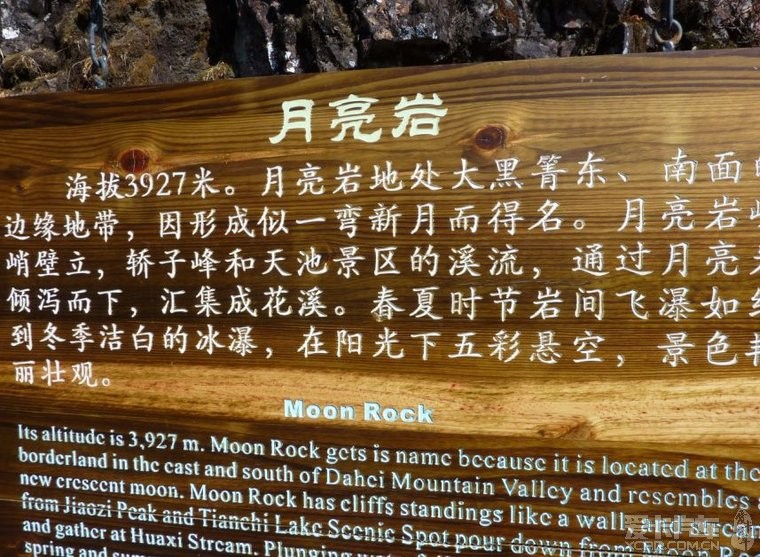 月亮岩
海拔3927米。月亮岩地处大黑箐东、南面
边缘地带，因形成似一弯新月而得名。月亮岩
峭壁立，轿子峰和天池景区的溪流，通过月亮
倾泻而下，汇集成花溪。春夏时节岩间飞瀑如
到冬季洁白的冰瀑，在阳光下五彩悬空，景色
丽壮观。
Moon Rock
Its altitude is 3,927 m. Moon Rock gets is name because it is located at the
borderland in the east and south of Dahei Mountain Valley and resembles a
new crescent moon. Moon Rock has cliffs standings like a wall, and stream
from Jiaozi Peak and Tianchi Lake Scenic Spot pour down from
and gather at Huaxi Stream. Plunging
spring and
XCAR.COM.CN